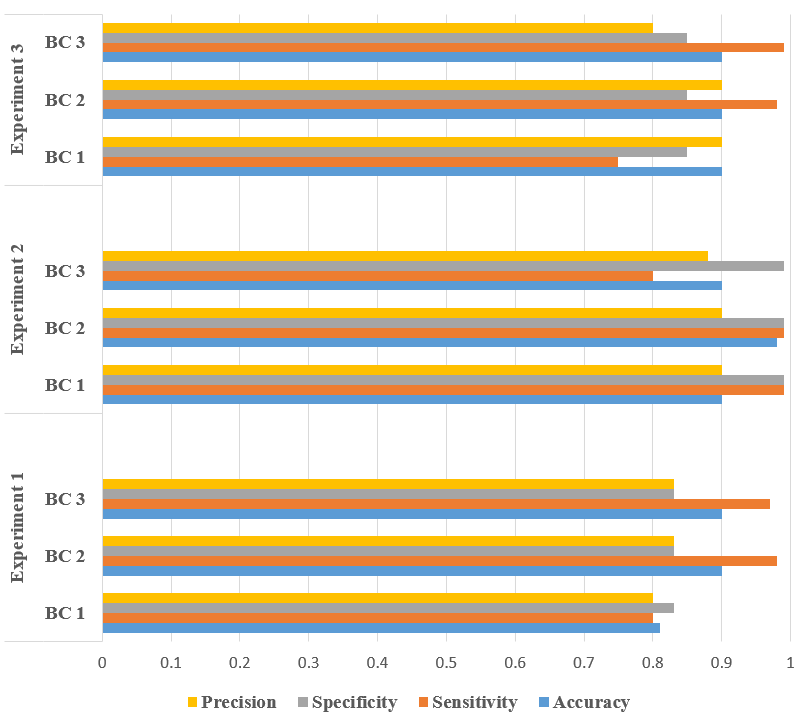 Experiment 3
BC 3
BC 2
BC 1
Experiment 2
BC 3
BC 2
BC 1
Experiment 1
BC 3
BC 2
BC 1
0 0.1 0.2 0.3 0.4 0.5 0.6 0.7 0.8 0.9 1
Precision Specificity Sensitivity Accuracy